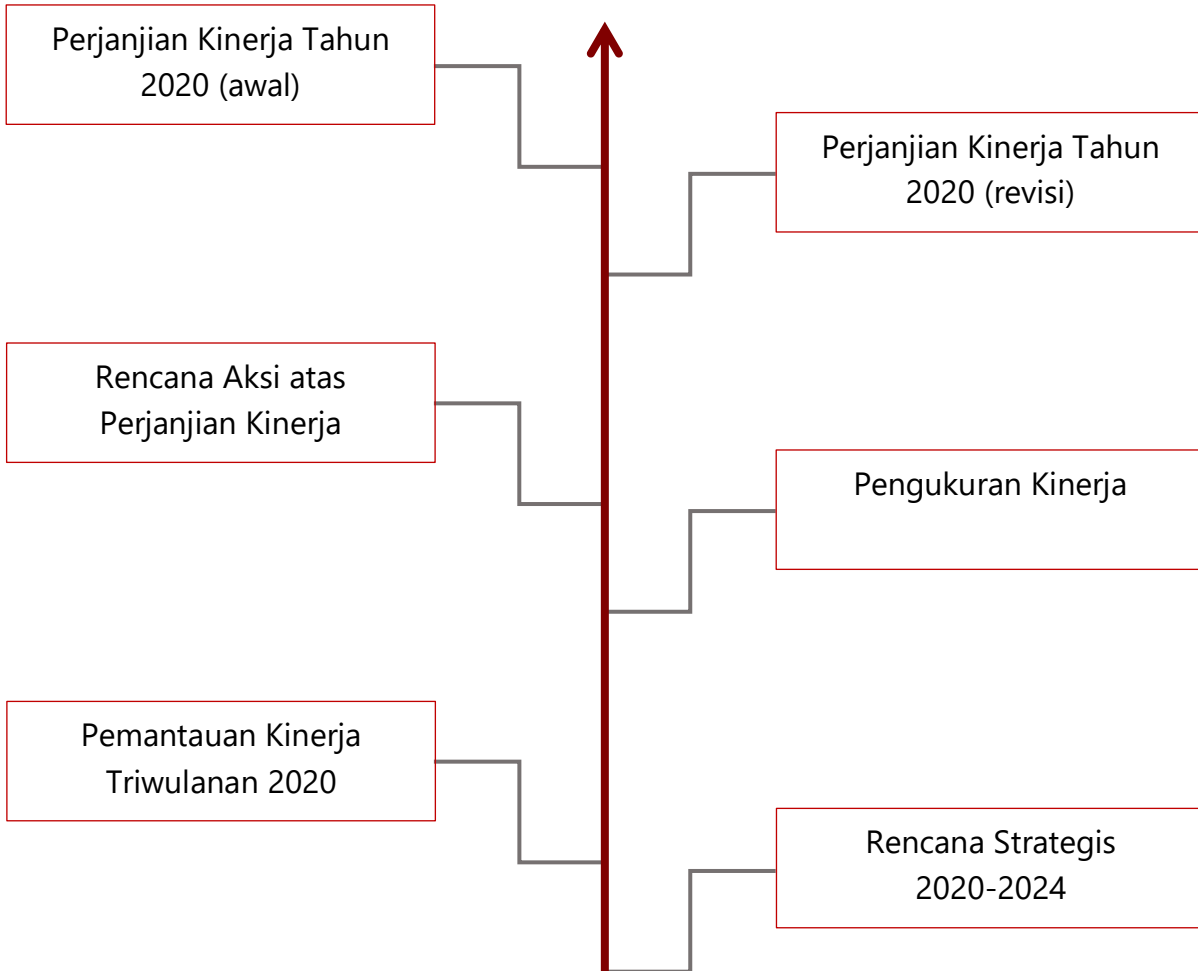 Perjanjian Kinerja Tahun
2020 (awal)
Perjanjian Kinerja Tahun
2020 (revisi)
Rencana Aksi atas
Perjanjian Kinerja
Pengukuran Kinerja
Pemantauan Kinerja
Triwulanan 2020
Rencana Strategis
2020-2024